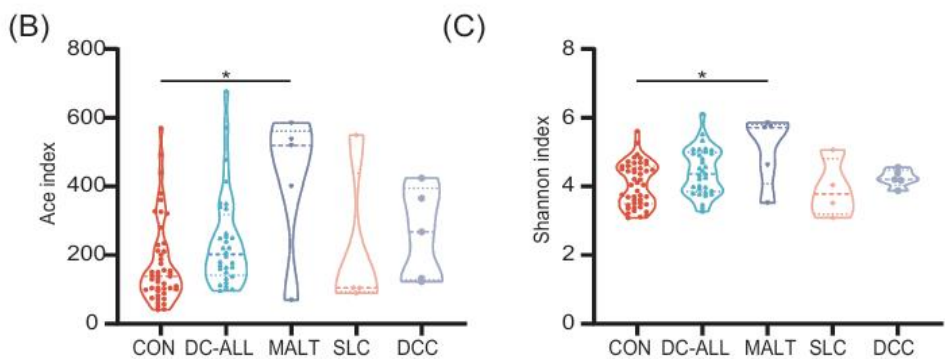 (B)
Ace index
800
600
400
200
0
*
CON DC-ALL MALT SLC DCC
(C)
Shannon index
8
6
4
2
0
*
CON DC-ALL MALT SLC DCC